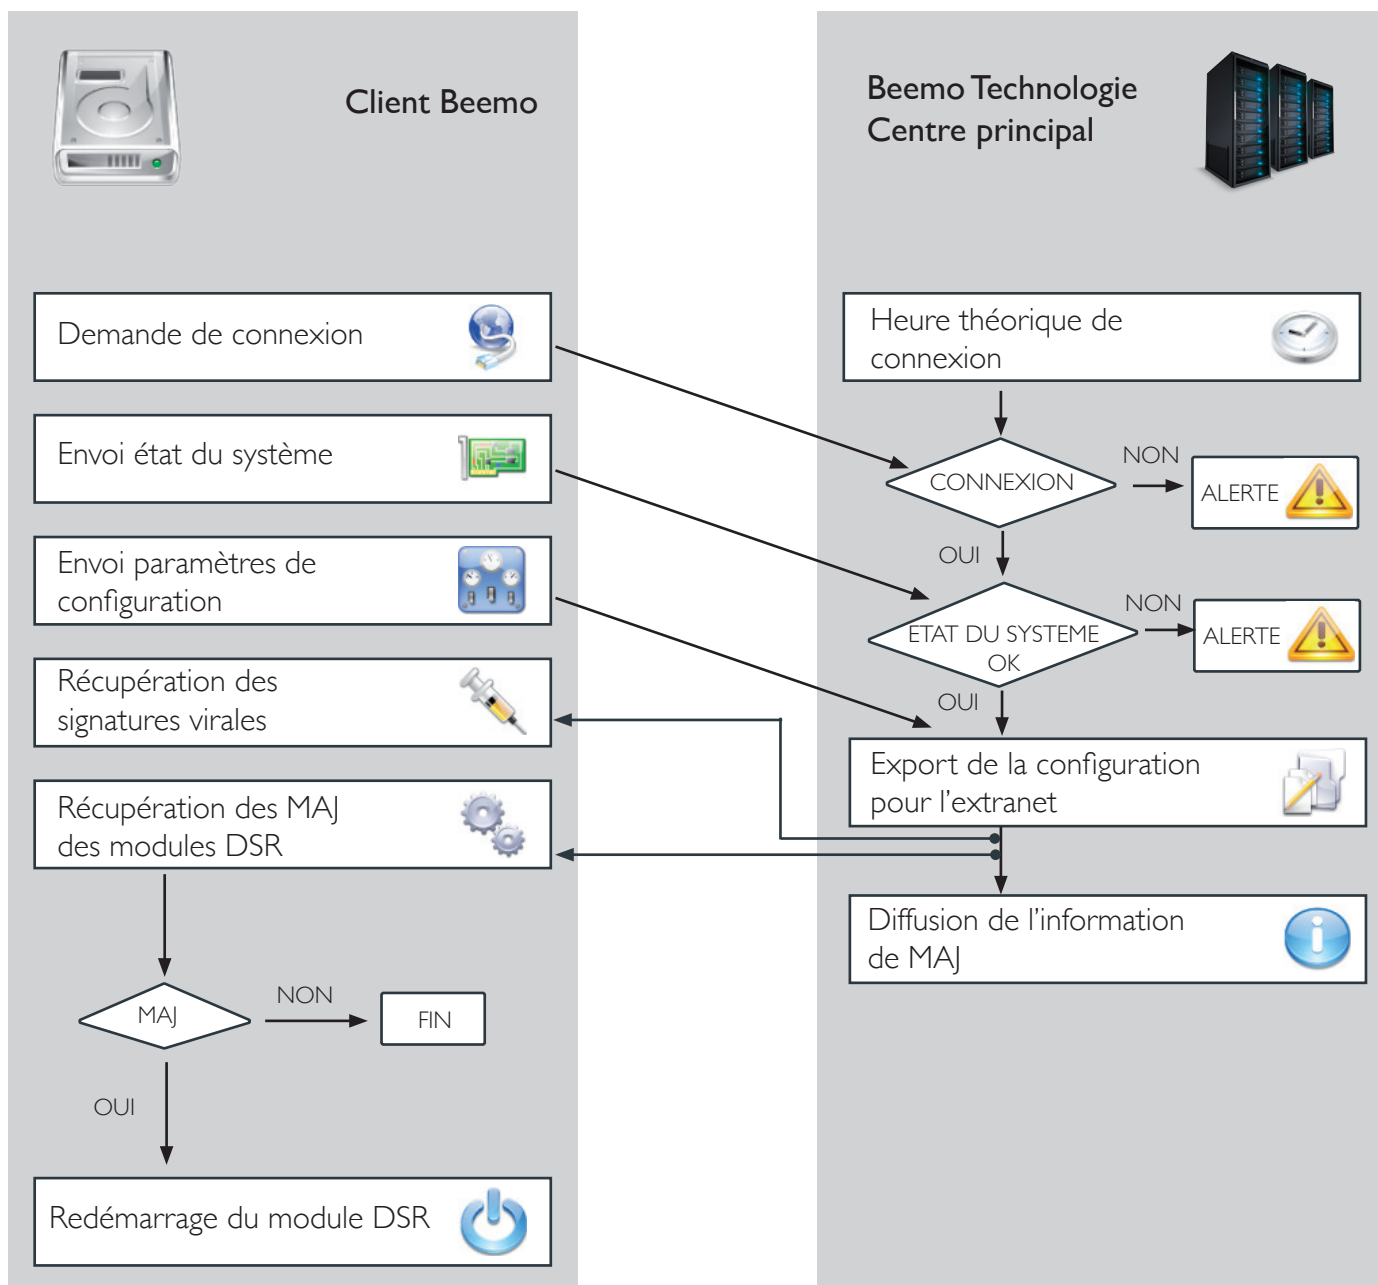 Client Beemo
Demande de connexion
Envoi état du système
Envoi paramètres de
configuration
Récupération des
signatures virales
Récupération des MAJ
des modules DSR
MAJ
NON
FIN
OUI
Redémarrage du module DSR
Beemo Technologie
Centre principal
Heure théorique de
connexion
CONNEXION
NON
ALERTE
OUI
ETAT DU SYSTEME
OK
NON
ALERTE
OUI
Export de la configuration
pour l'extranet
Diffusion de l'information
de MAJ